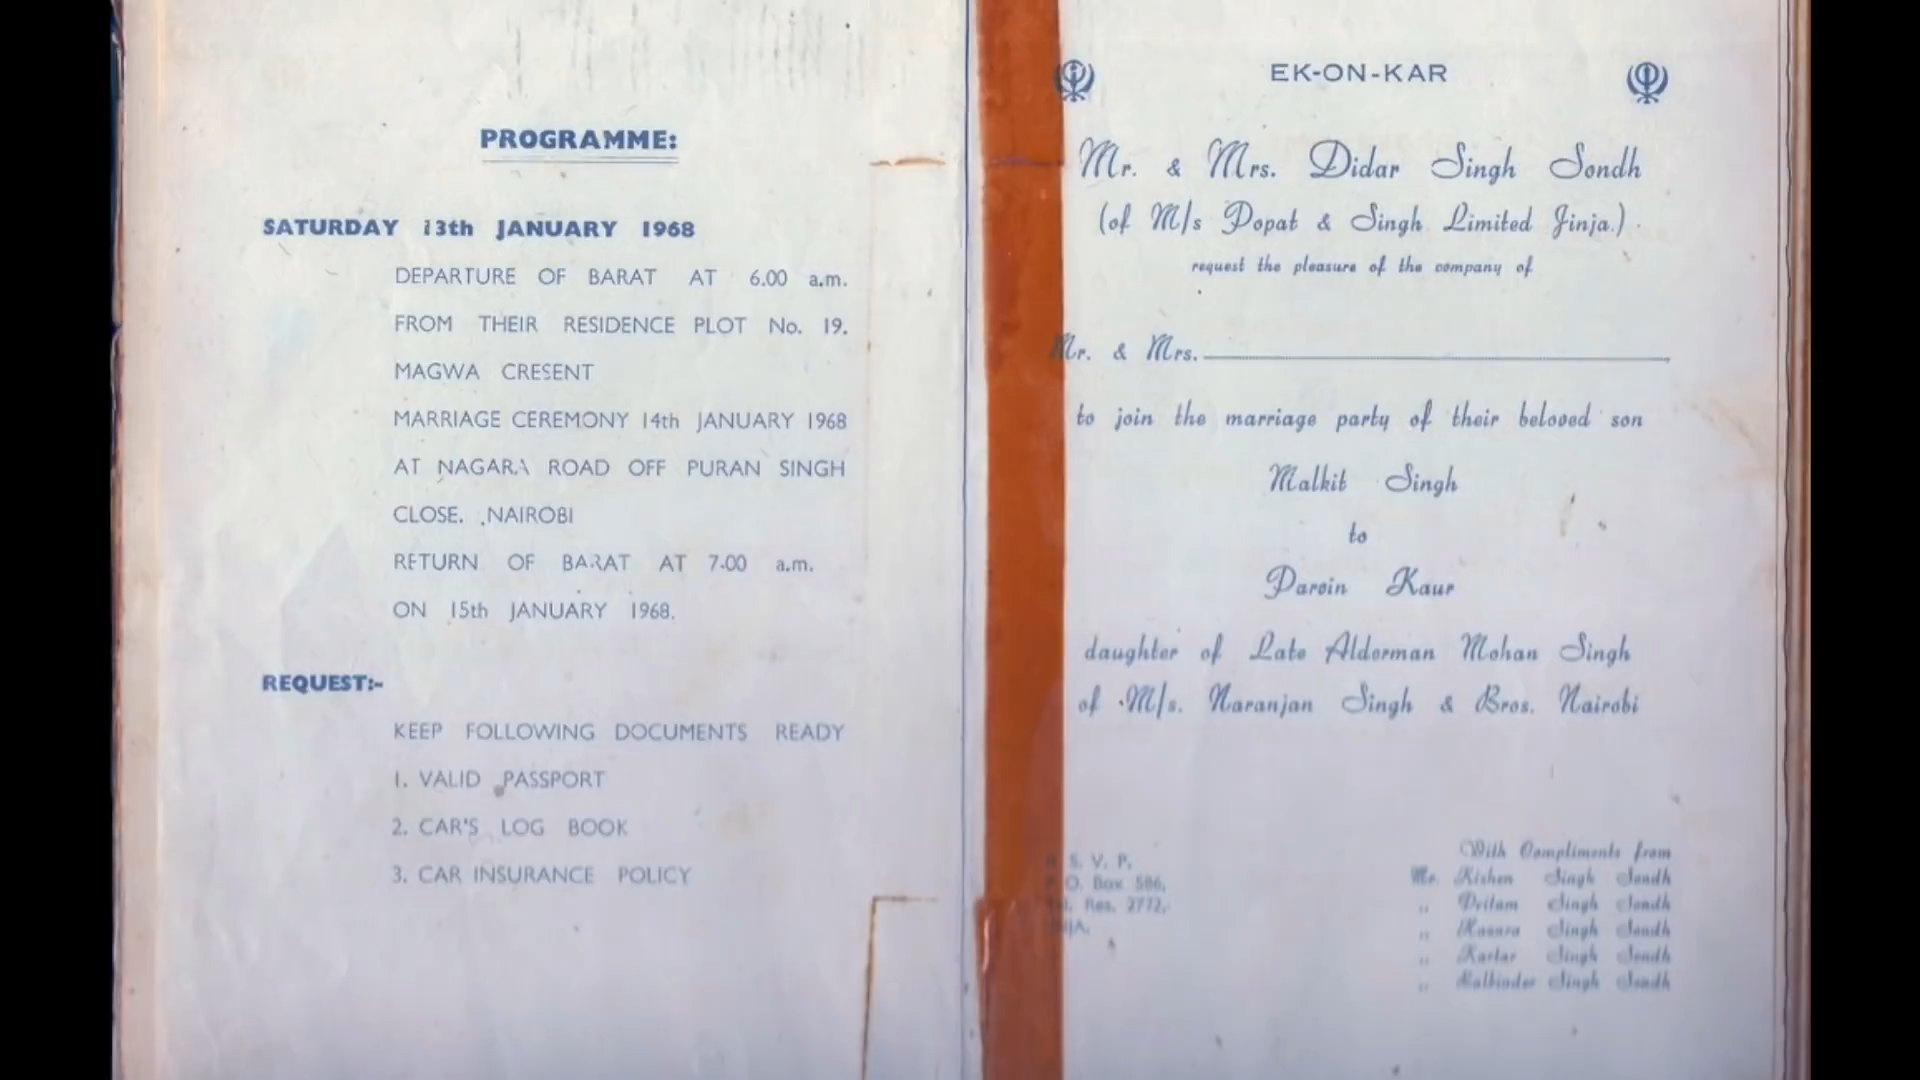 PROGRAMME:
SATURDAY 13th JANUARY 1968
DEPARTURE OF BARAT AT 6.00 a.m.
FROM THEIR RESIDENCE PLOT No. 19.
MAGWA CRESENT
MARRIAGE CEREMONY 14th JANUARY 1968
AT NAGARA ROAD OFF PURAN SINGH
CLOSE. NAIROBI
RETURN OF BARAT AT 7.00 a.m.
ON 15th JANUARY 1968.
REQUEST:-
KEEP FOLLOWING DOCUMENTS READY
1. VALID PASSPORT
2. CAR'S LOG BOOK
3. CAR INSURANCE POLICY
EK-ON-KAR
Mr. & Mrs. Didar Singh Sondh
(of M/s Popat & Singh Limited Jinja.)
request the pleasure of the company of
Mr. & Mrs.
to join the marriage party of their beloved son
Malkit Singh
to
Parvin Kaur
daughter of Late Alderman Mohan Singh
of M/s. Naranjan Singh & Bros. Nairobi
S. V. P.
O. Box 586,
Res. 2772,
With Compliments from
Mr. Kishen Singh Sondh
,, Pritam Singh Sondh
,, Singh Sondh
,, Kartar Singh Sondh
,, Balbinder Singh Sondh